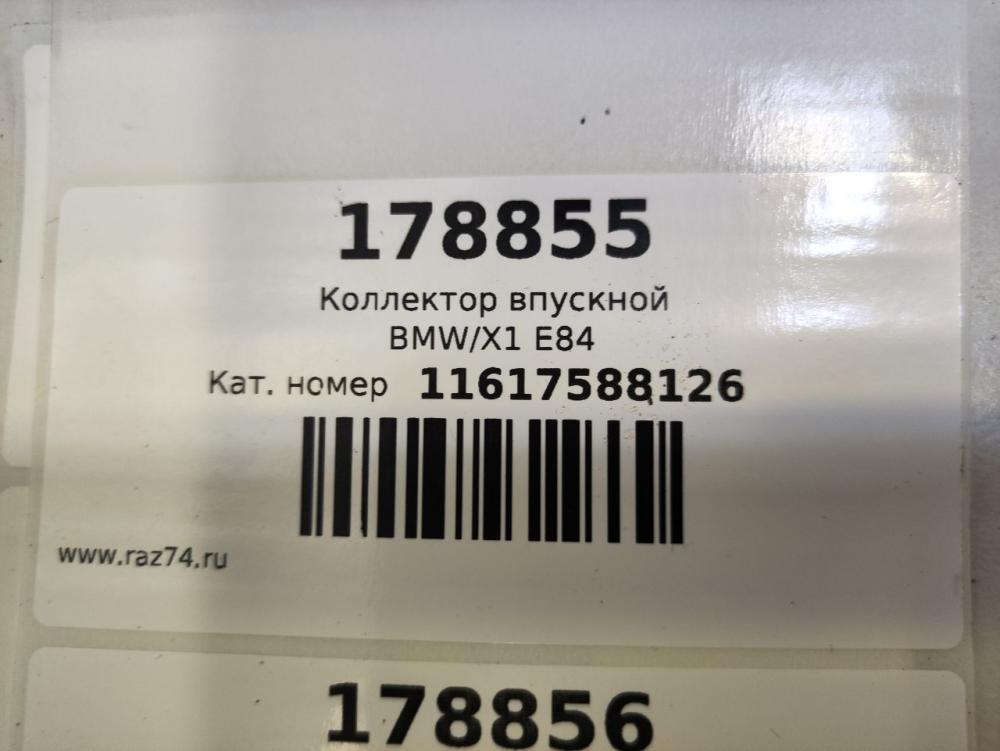 178855
Коллектор впускной
BMW/X1 E84
Кат. номер 11617588126
www.raz74.ru
178856